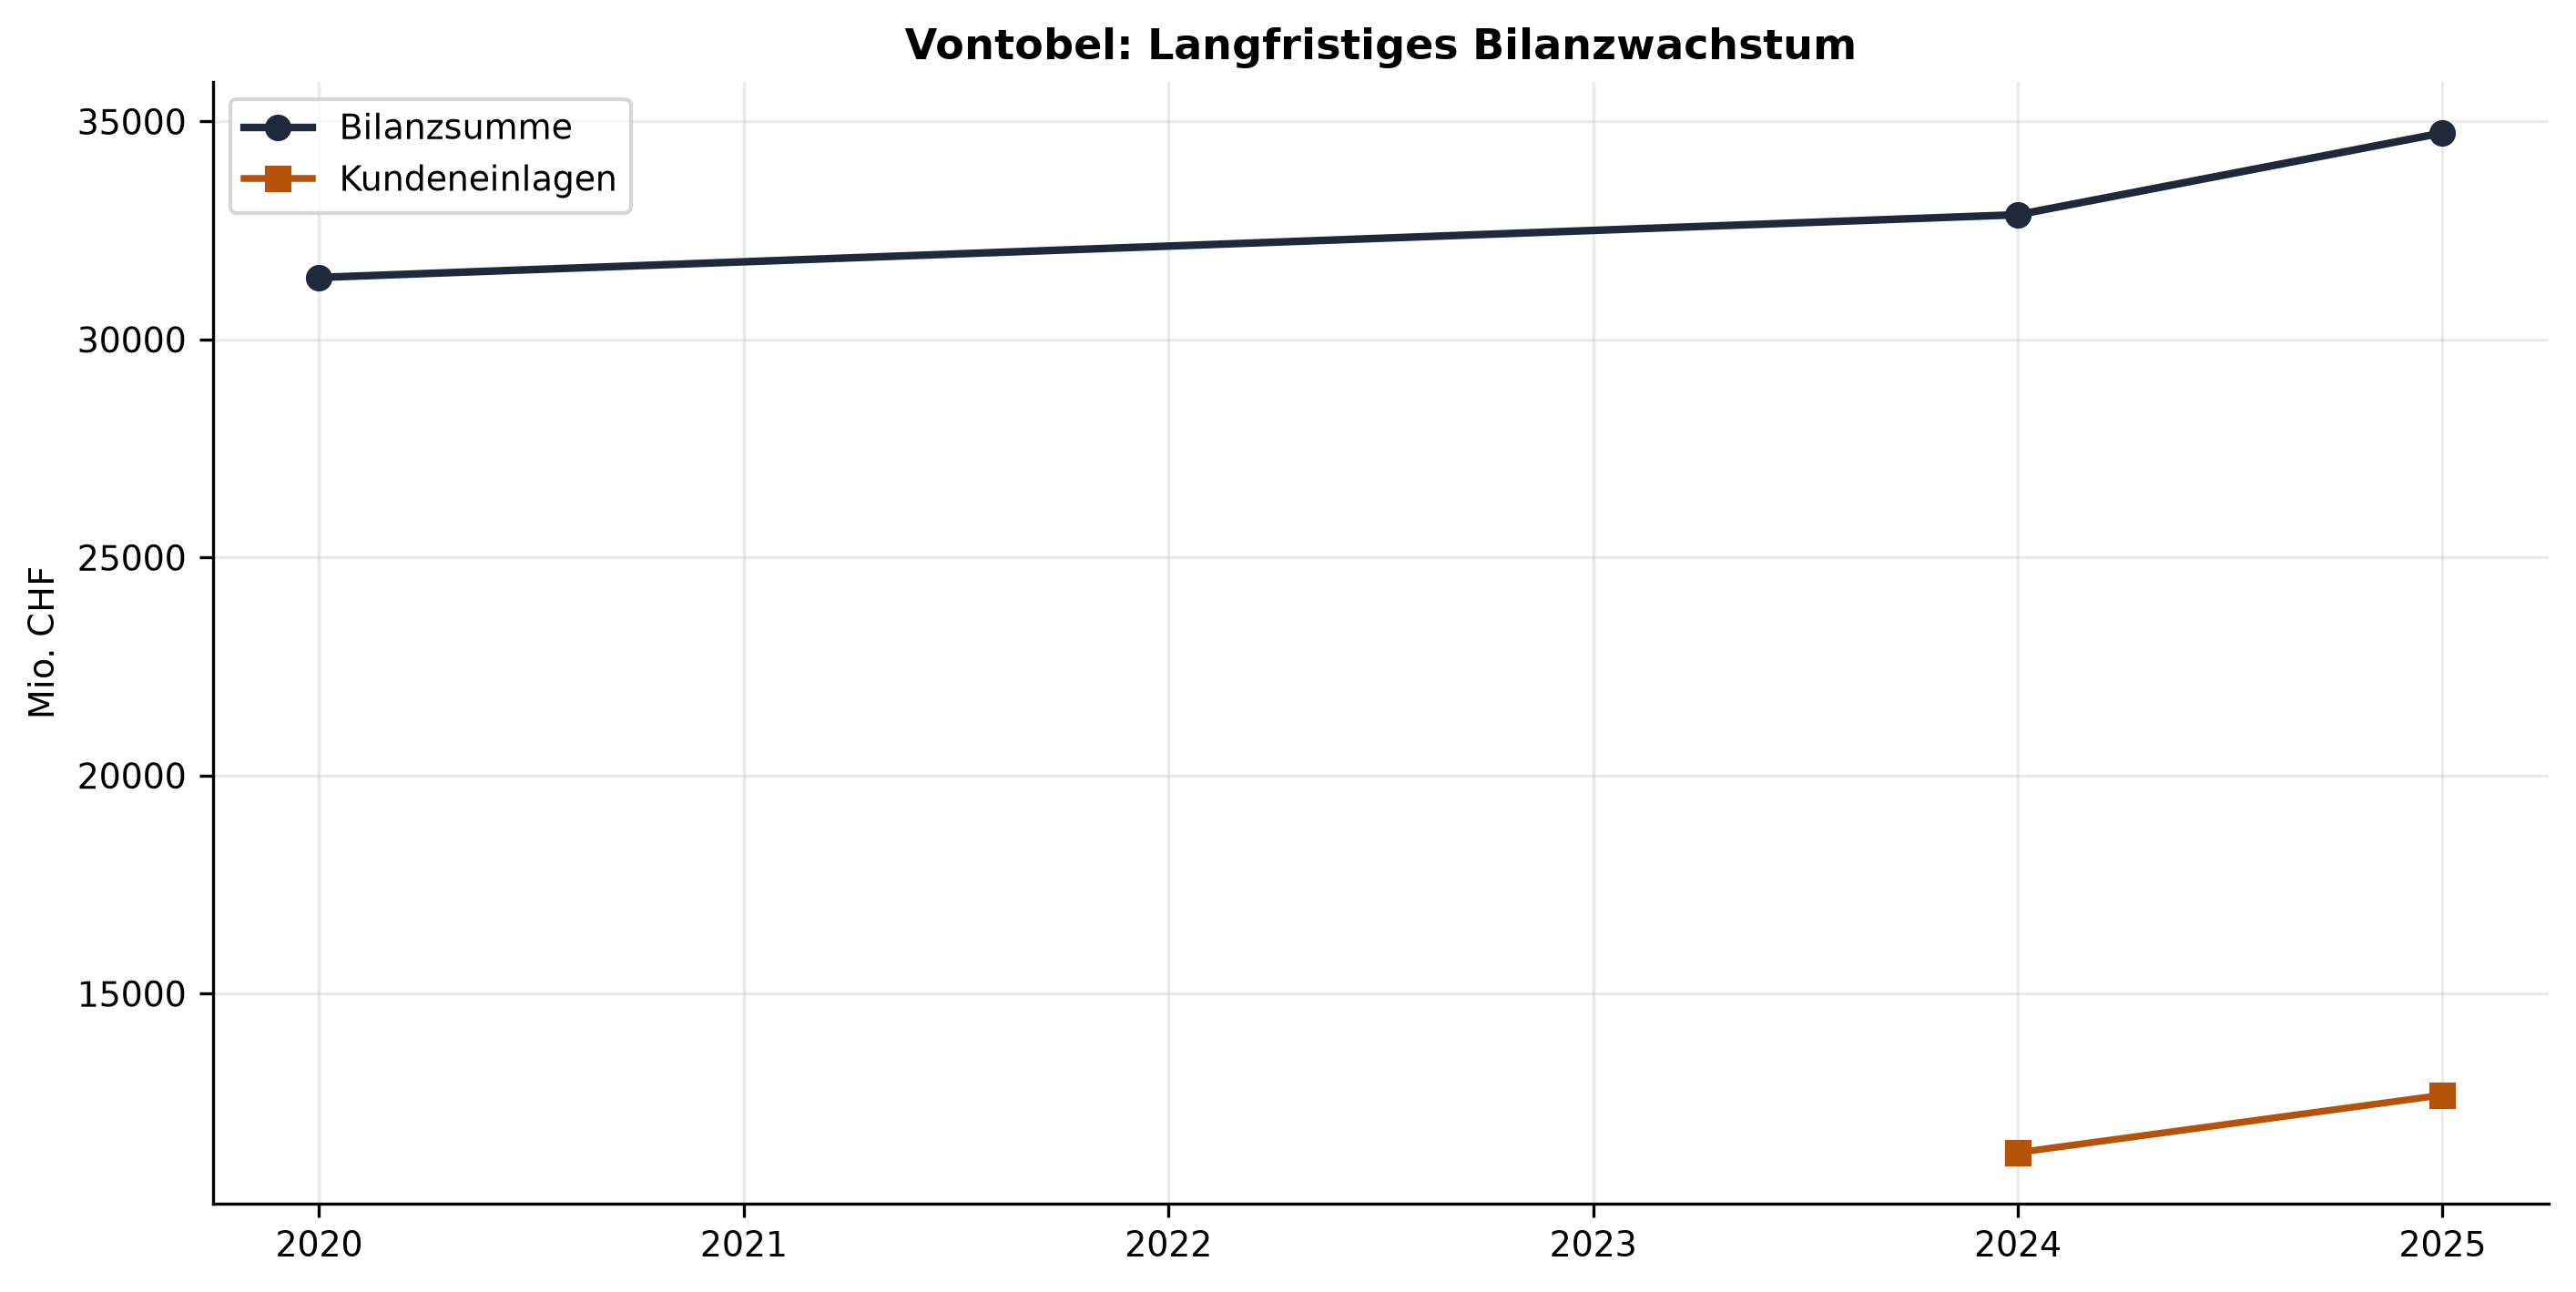 Vontobel: Langfristiges Bilanzwachstum
Bilanzsumme
Kundeneinlagen
Mio. CHF
35000
30000
25000
20000
15000
2020 2021 2022 2023 2024 2025